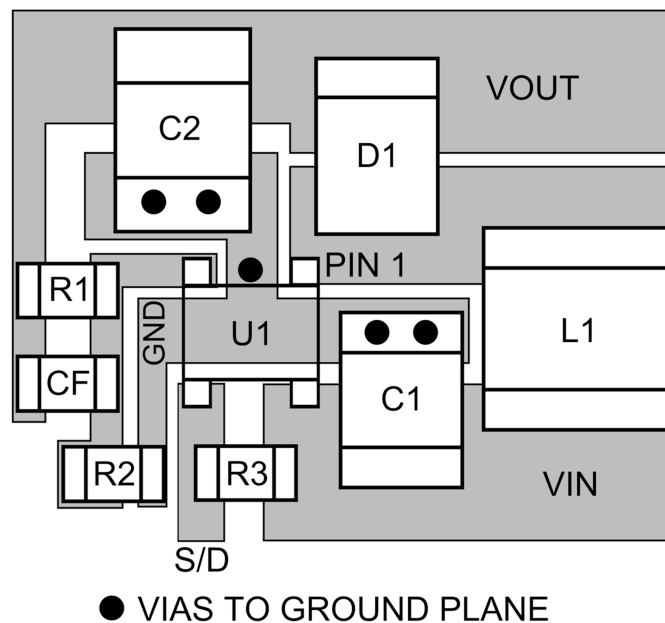 VOUT
C2
D1
PIN 1
R1
GND
U1
L1
CF
C1
R2
R3
VIN
S/D
VIAS TO GROUND PLANE